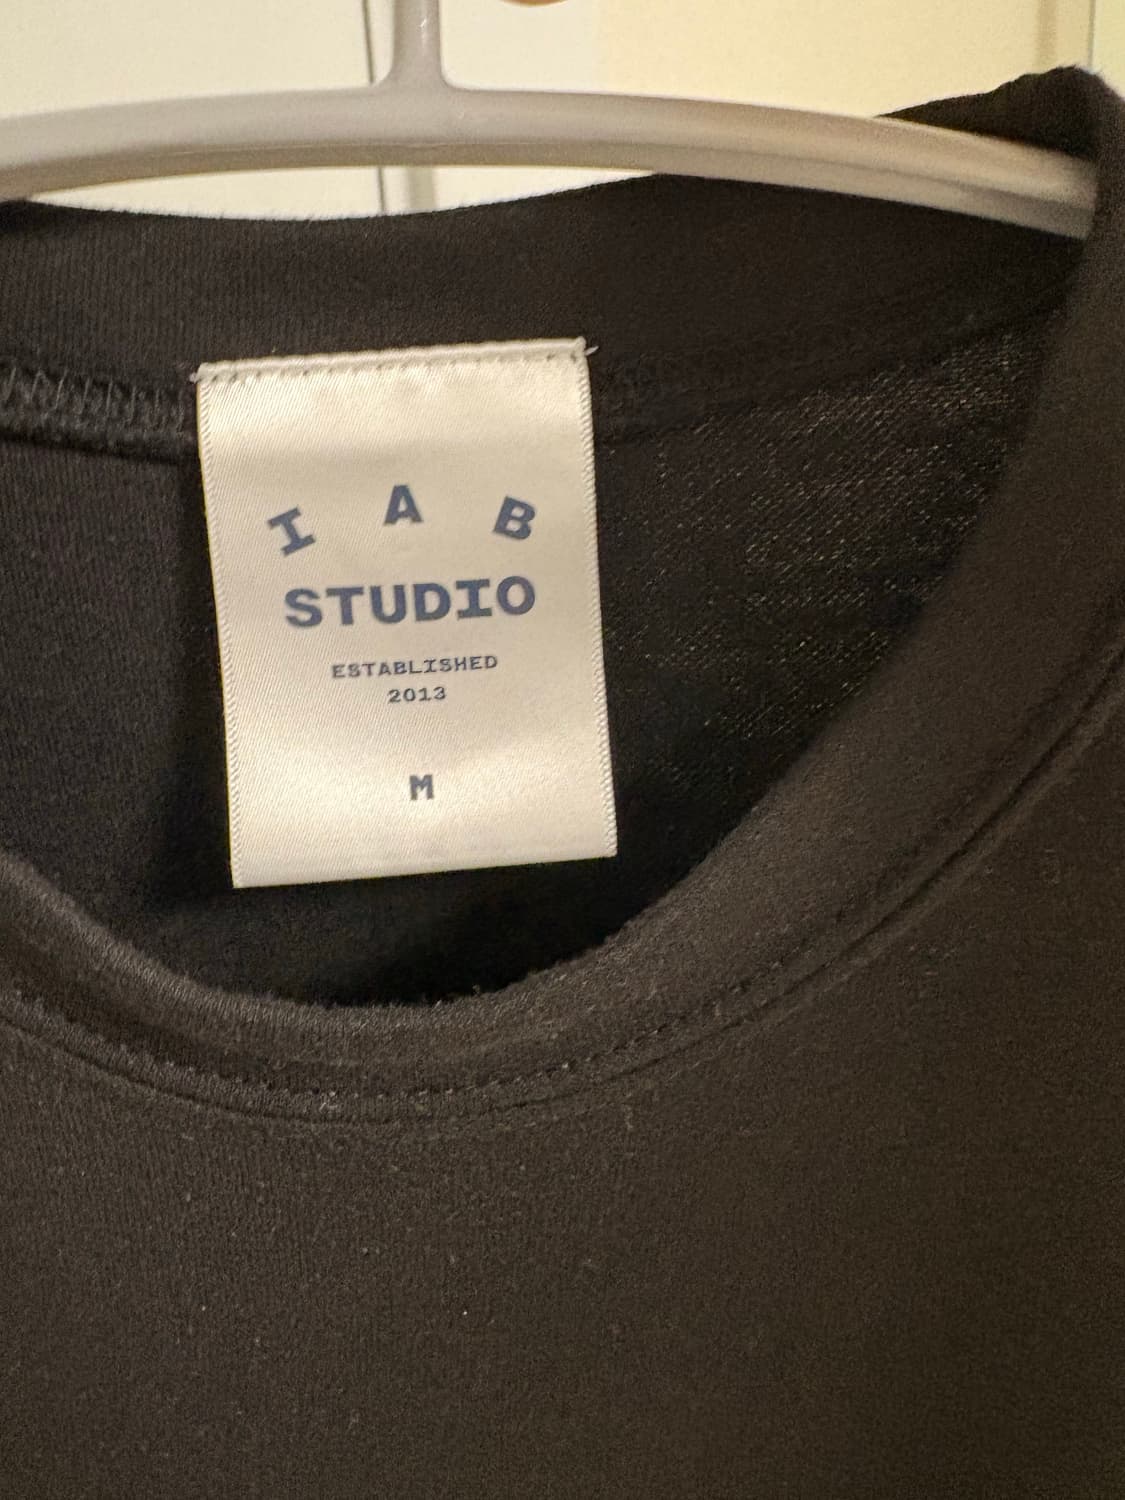 I A B
STUDIO
ESTABLISHED
2013
M